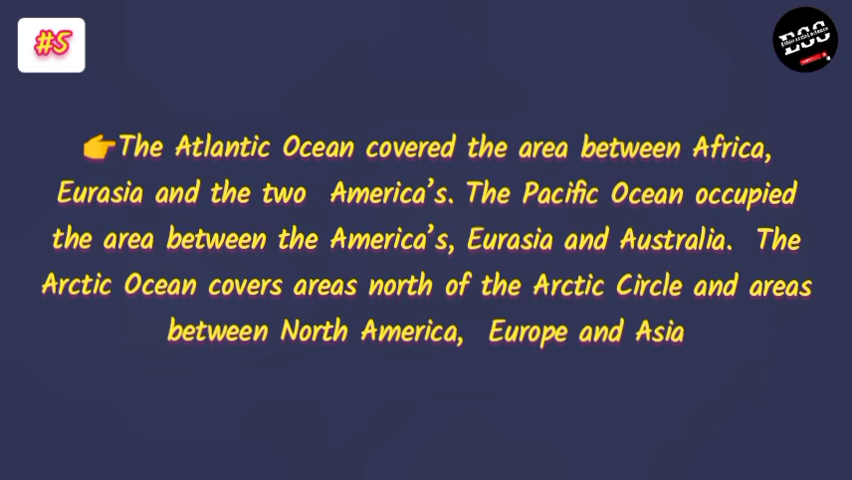 #5
ESS
👉The Atlantic Ocean covered the area between Africa,
Eurasia and the two America's. The Pacific Ocean occupied
the area between the America's, Eurasia and Australia. The
Arctic Ocean covers areas north of the Arctic Circle and areas
between North America, Europe and Asia